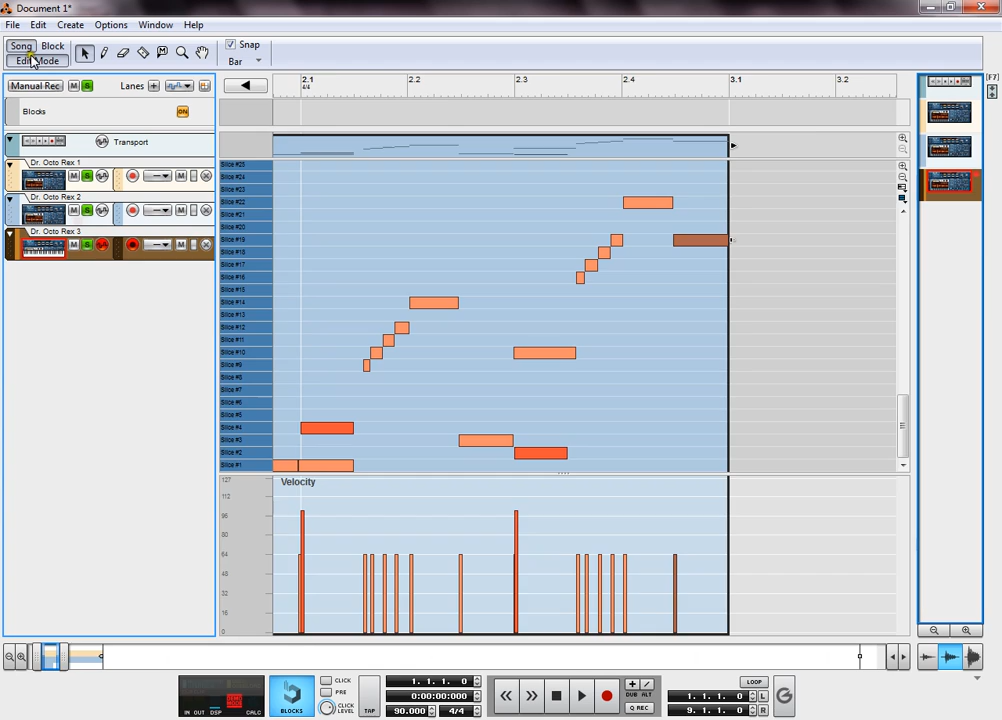 Document 1*
File Edit Create Options Window Help
Song Block
Edit Mode
Snap
Bar
Manual Rec M S Lanes
2.1 2.2 2.3 2.4 3.1 3.2
4/4
[F7]
Blocks ON
Transport
Dr. Octo Rex 1
M S M
Dr. Octo Rex 2
M S M
Dr. Octo Rex 3
M S M
Slice #25
Slice #24
Slice #23
Slice #22
Slice #21
Slice #20
Slice #19
Slice #18
Slice #17
Slice #16
Slice #15
Slice #14
Slice #13
Slice #12
Slice #11
Slice #10
Slice #9
Slice #8
Slice #7
Slice #6
Slice #5
Slice #4
Slice #3
Slice #2
Slice #1
Velocity
127
112
96
80
64
48
32
16
0
IN OUT DSP CALC
BLOCKS
CLICK
PRE
CLICK
LEVEL
TAP
1. 1. 1. 0
0:00:00:000
90.000 4/4
DUB ALT
Q REC
LOOP
1. 1. 1. 0 L
9. 1. 1. 0 R